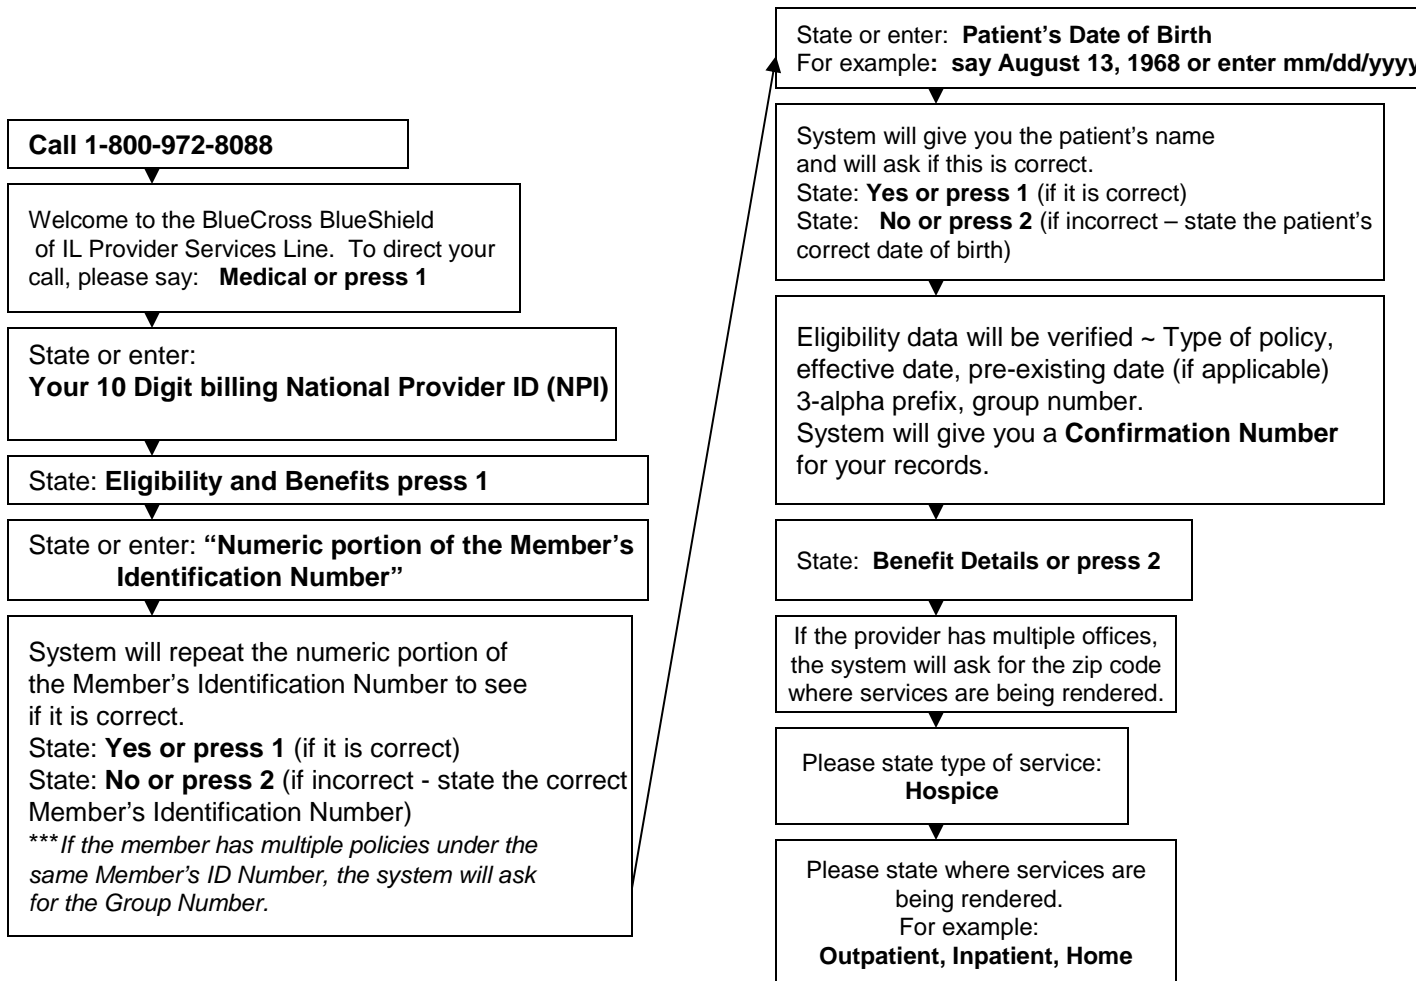 Call 1-800-972-8088
Welcome to the BlueCross BlueShield
of IL Provider Services Line. To direct your
call, please say: Medical or press 1
State or enter:
Your 10 Digit billing National Provider ID (NPI)
State: Eligibility and Benefits press 1
State or enter: “Numeric portion of the Member’s
Identification Number”
System will repeat the numeric portion of
the Member’s Identification Number to see
if it is correct.
State: Yes or press 1 (if it is correct)
State: No or press 2 (if incorrect - state the correct
Member’s Identification Number)
***If the member has multiple policies under the
same Member’s ID Number, the system will ask
for the Group Number.
State or enter: Patient’s Date of Birth
For example: say August 13, 1968 or enter mm/dd/yyyy
System will give you the patient’s name
and will ask if this is correct.
State: Yes or press 1 (if it is correct)
State: No or press 2 (if incorrect – state the patient’s
correct date of birth)
Eligibility data will be verified ~ Type of policy,
effective date, pre-existing date (if applicable)
3-alpha prefix, group number.
System will give you a Confirmation Number
for your records.
State: Benefit Details or press 2
If the provider has multiple offices,
the system will ask for the zip code
where services are being rendered.
Please state type of service:
Hospice
Please state where services are
being rendered.
For example:
Outpatient, Inpatient, Home